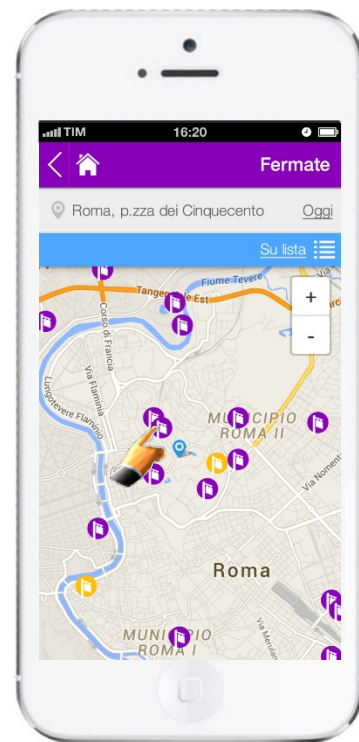 TIM 16:20
Fermate
Roma, p.zza dei Cinquecento Oggi
Su lista
Fiume Tevere
Tangenziale Est
Corso di Francia
+
-
Via Flaminia
Lungotevere Flaminio
MUNICIPIO
ROMA II
Via Noment
Roma
MUNICIPIO
ROMA I
Via Merulana